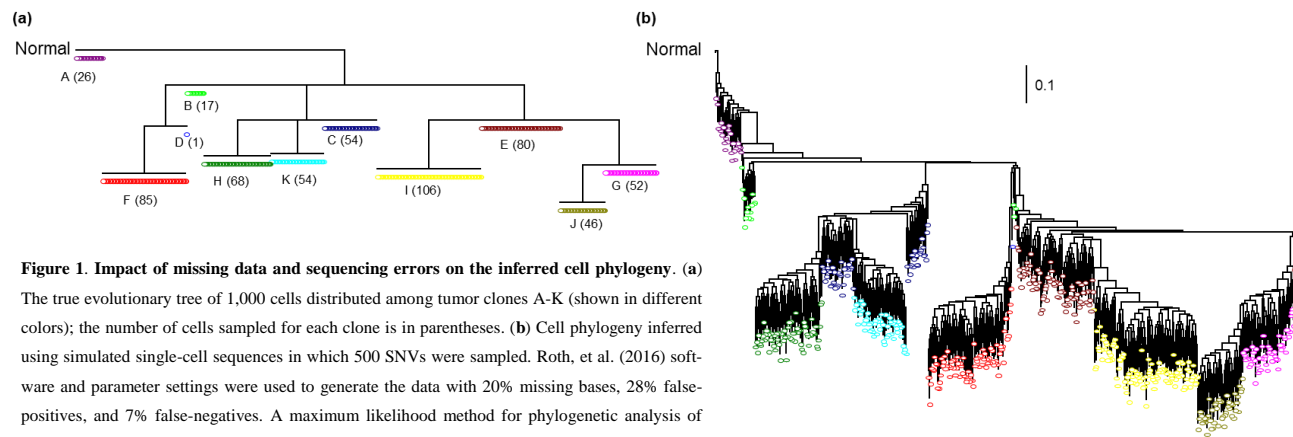 (a)
Normal
A (26)
B (17)
D (1)
C (54)
E (80)
H (68)
K (54)
I (106)
G (52)
F (85)
J (46)
Figure 1. Impact of missing data and sequencing errors on the inferred cell phylogeny. (a)
The true evolutionary tree of 1,000 cells distributed among tumor clones A-K (shown in different
colors); the number of cells sampled for each clone is in parentheses. (b) Cell phylogeny inferred
using simulated single-cell sequences in which 500 SNVs were sampled. Roth, et al. (2016) soft-
ware and parameter settings were used to generate the data with 20% missing bases, 28% false-
positives, and 7% false-negatives. A maximum likelihood method for phylogenetic analysis of
(b)
Normal
0.1